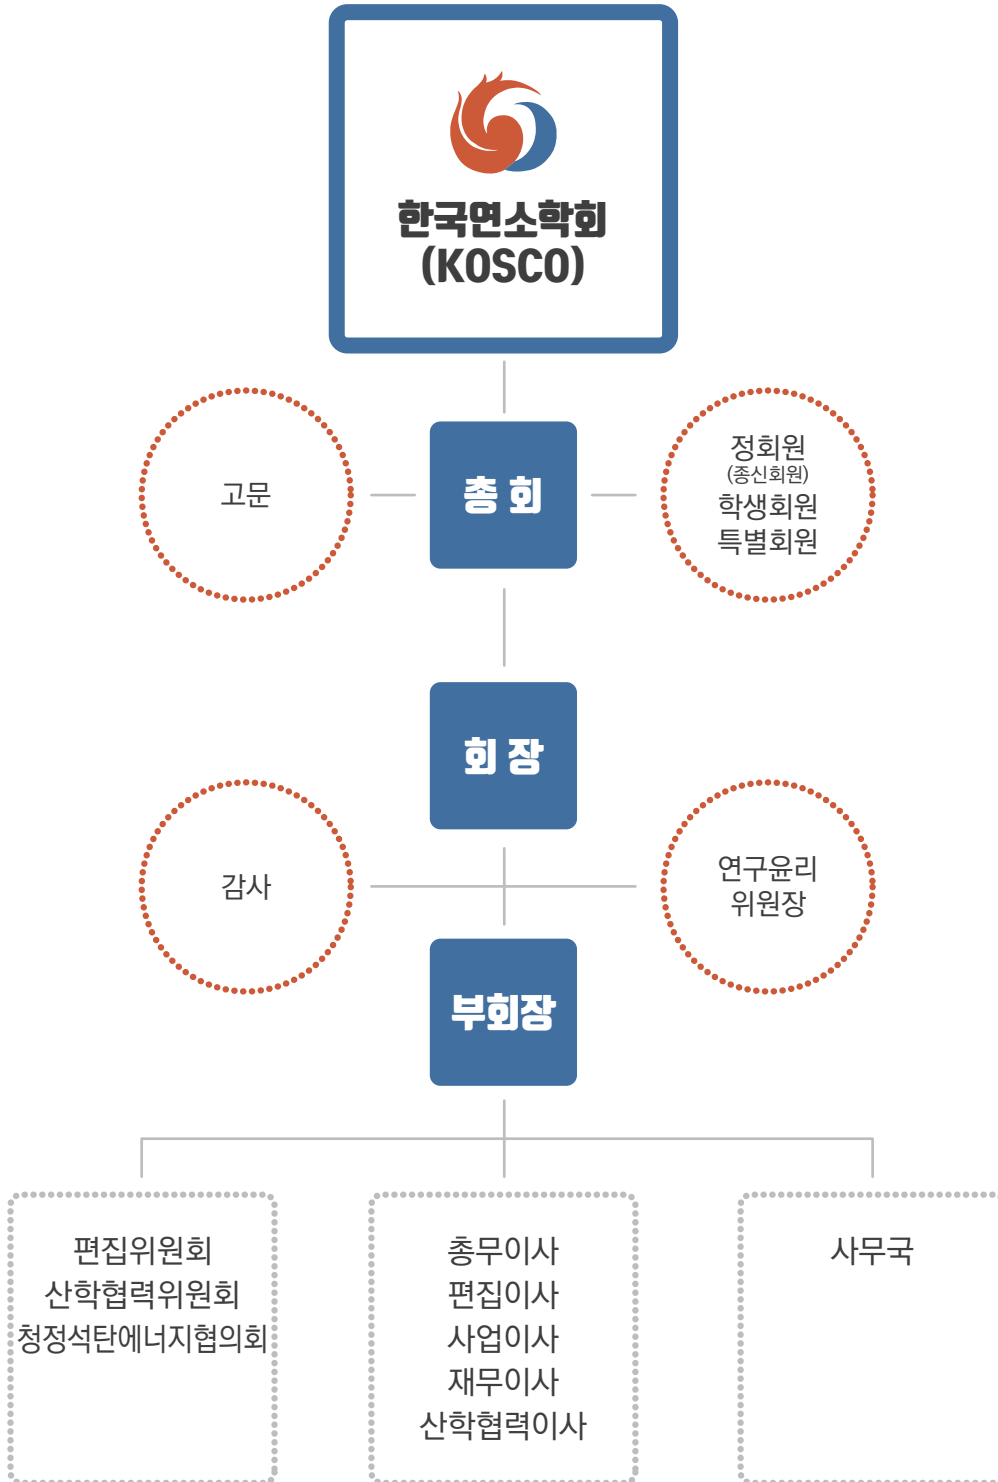 한국연소학회
(KOSCO)
고문
총 회
정회원
(종신회원)
학생회원
특별회원
회 장
감사
연구윤리
위원장
부회장
편집위원회
산학협력위원회
청정석탄에너지협의회
총무이사
편집이사
사업이사
재무이사
산학협력이사
사무국